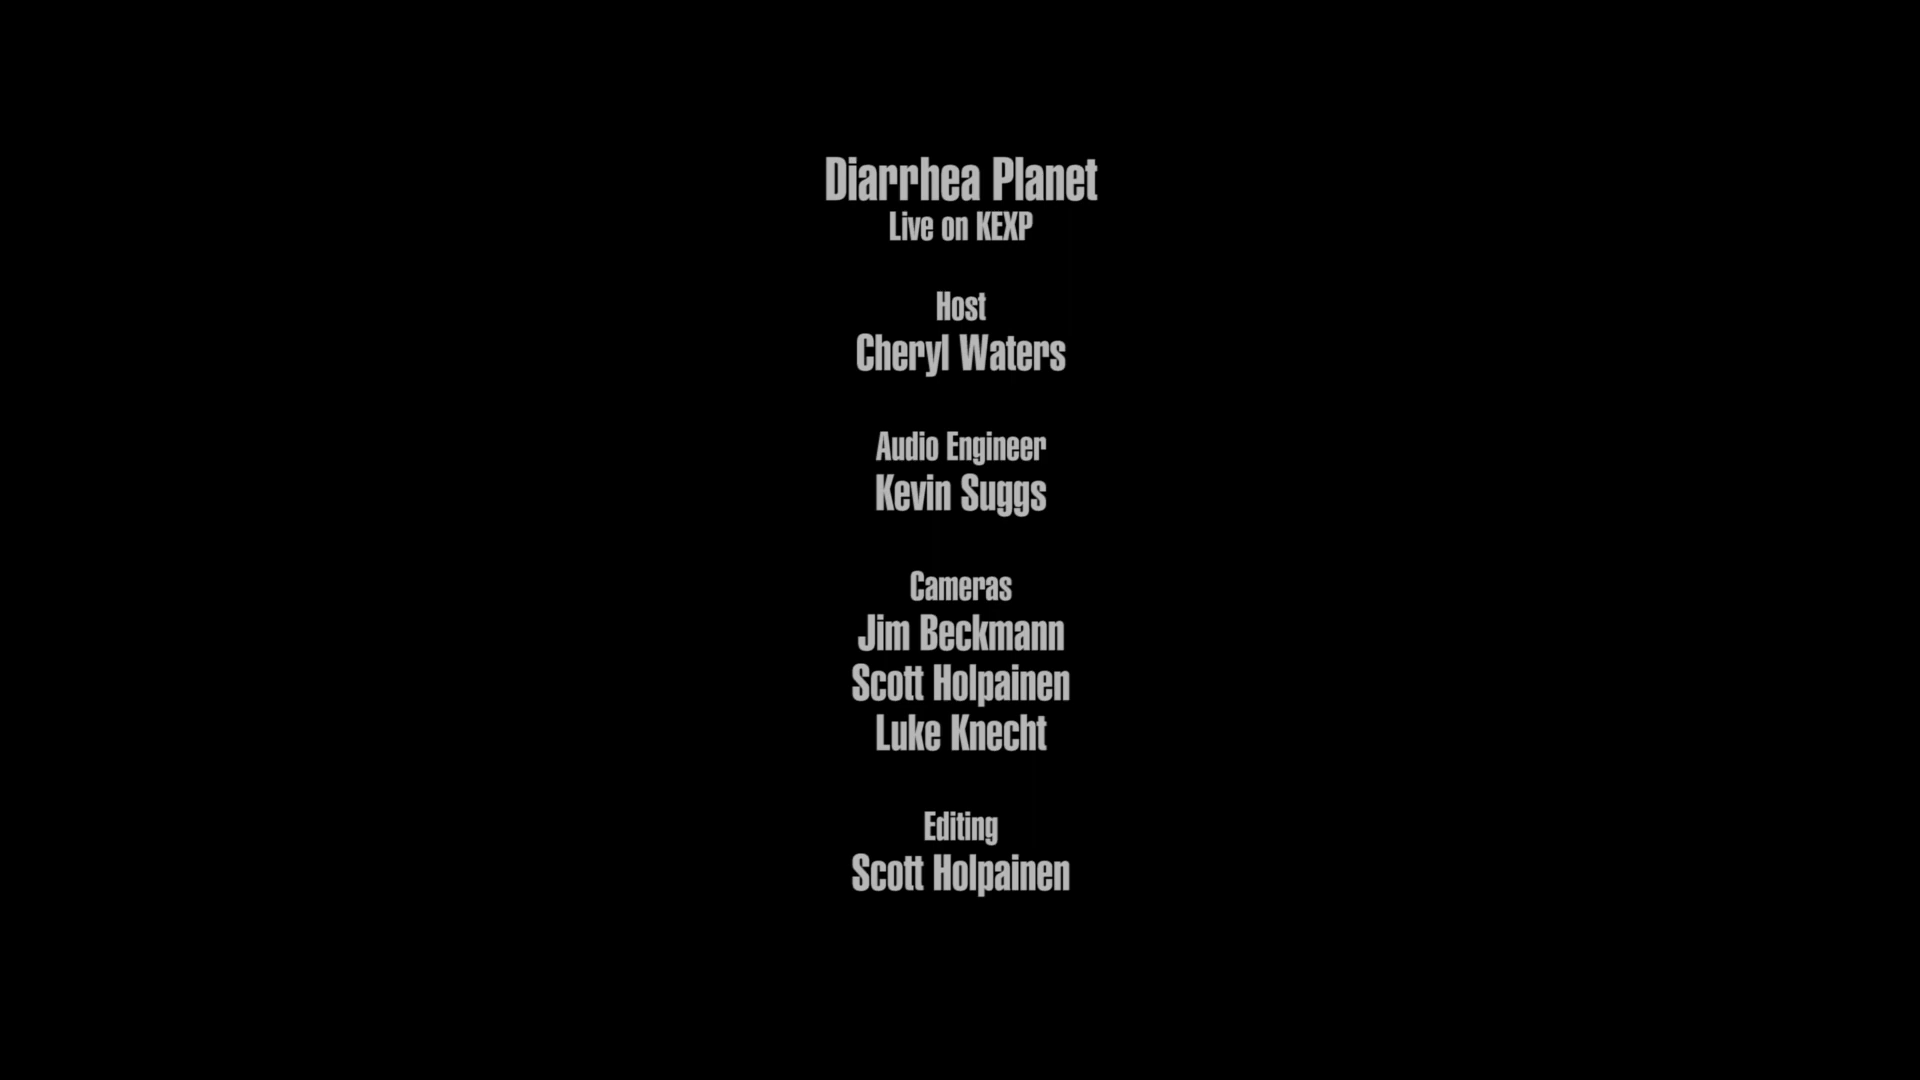 Diarrhea Planet
Live on KEXP
Host
Cheryl Waters
Audio Engineer
Kevin Suggs
Cameras
Jim Beckmann
Scott Holpainen
Luke Knecht
Editing
Scott Holpainen